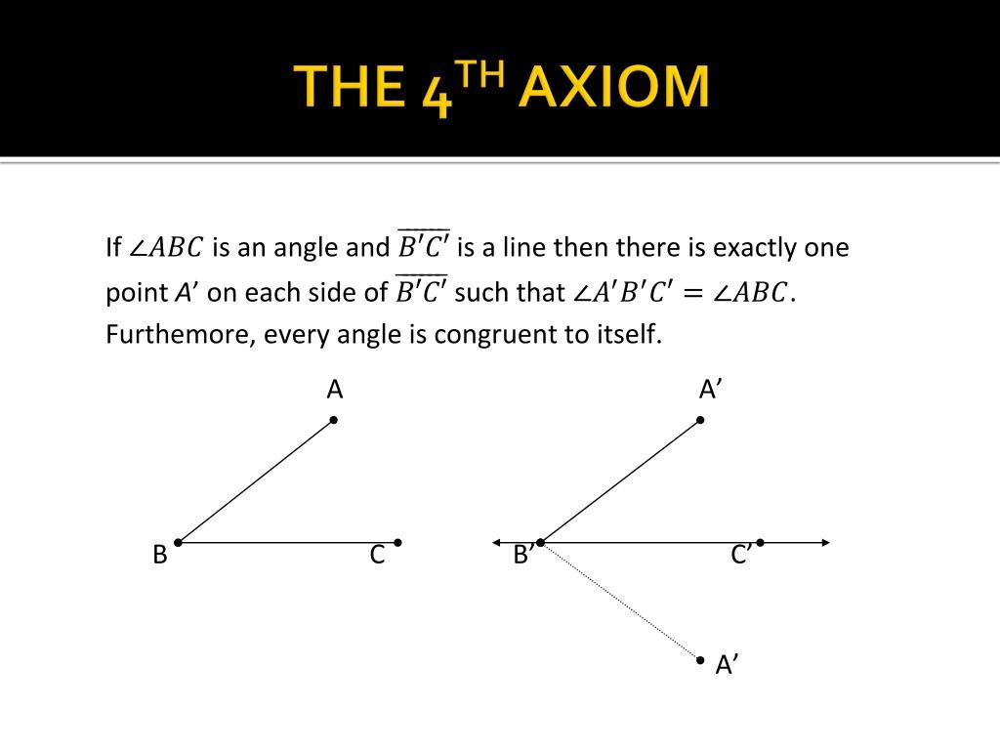 THE 4TH AXIOM
If ∠ABC is an angle and B′C′ is a line then there is exactly one
point A’ on each side of B′C′ such that ∠A′B′C′ = ∠ABC.
Furthemore, every angle is congruent to itself.
A A’
B C B’ C’
A’